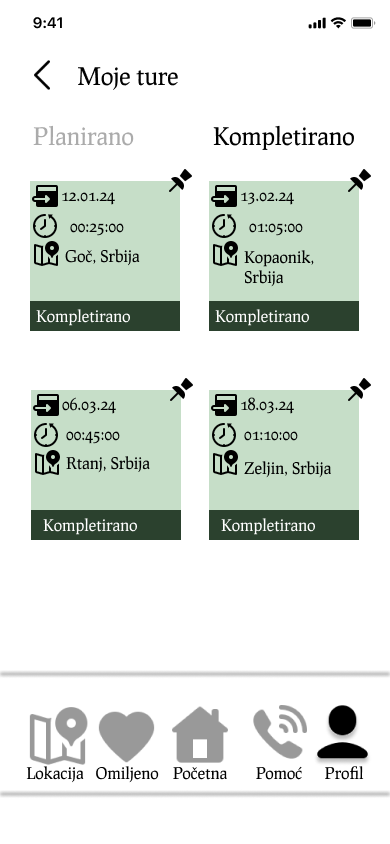 9:41
Moje ture
Planirano
Kompletirano
12.01.24
00:25:00
Goč, Srbija
Kompletirano
13.02.24
01:05:00
Kopaonik,
Srbija
Kompletirano
06.03.24
00:45:00
Rtanj, Srbija
Kompletirano
18.03.24
01:10:00
Zeljin, Srbija
Kompletirano
Lokacija
Omiljeno
Početna
Pomoć
Profil